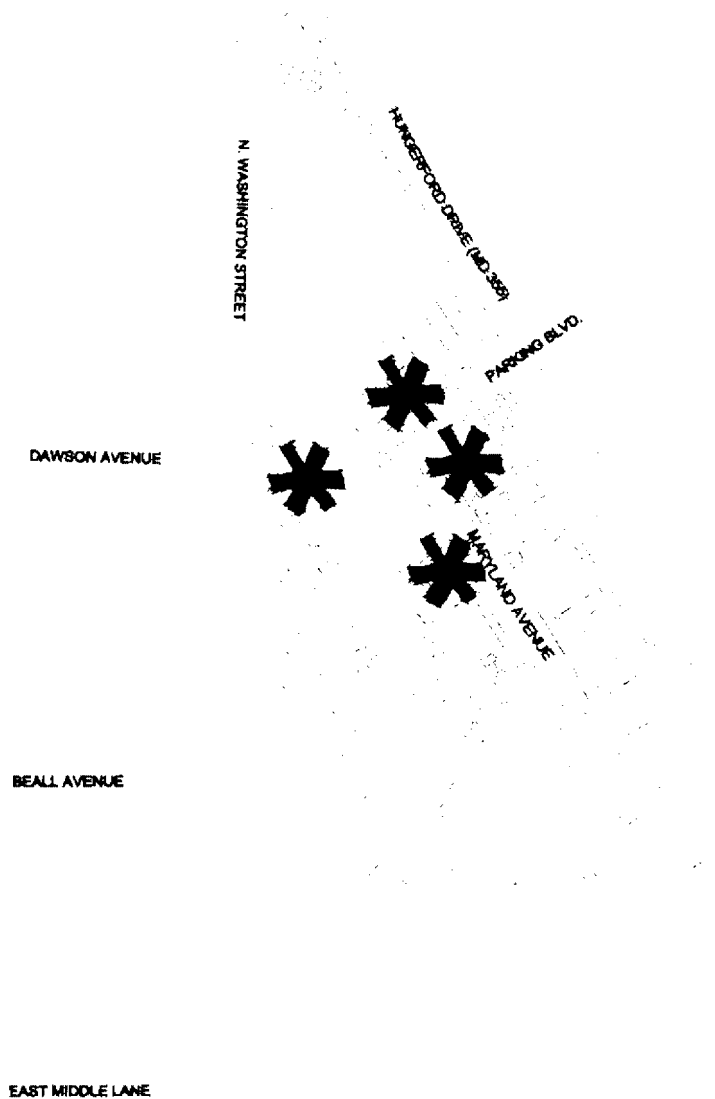 N. WASHINGTON STREET
HUNGERFORD DRIVE (MD-355)
PARKING BLVD.
DAWSON AVENUE
MARYLAND AVENUE
BEALL AVENUE
EAST MIDDLE LANE